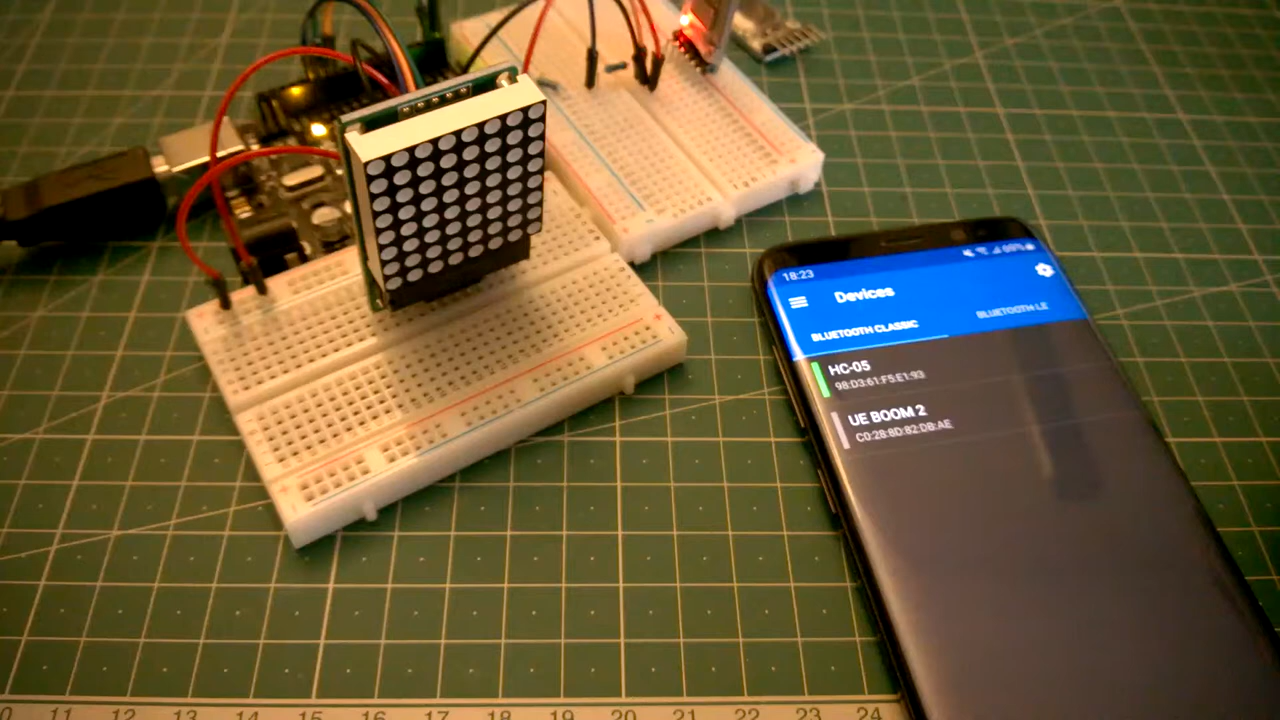 18:23
Devices
BLUETOOTH CLASSIC
BLUETOOTH LE
HC-05
98:D3:61:F5:E1:93
UE BOOM 2
C0:28:8D:82:DB:AE
11 12 13 14 15 16 17 18 19 20 21 22 23 24